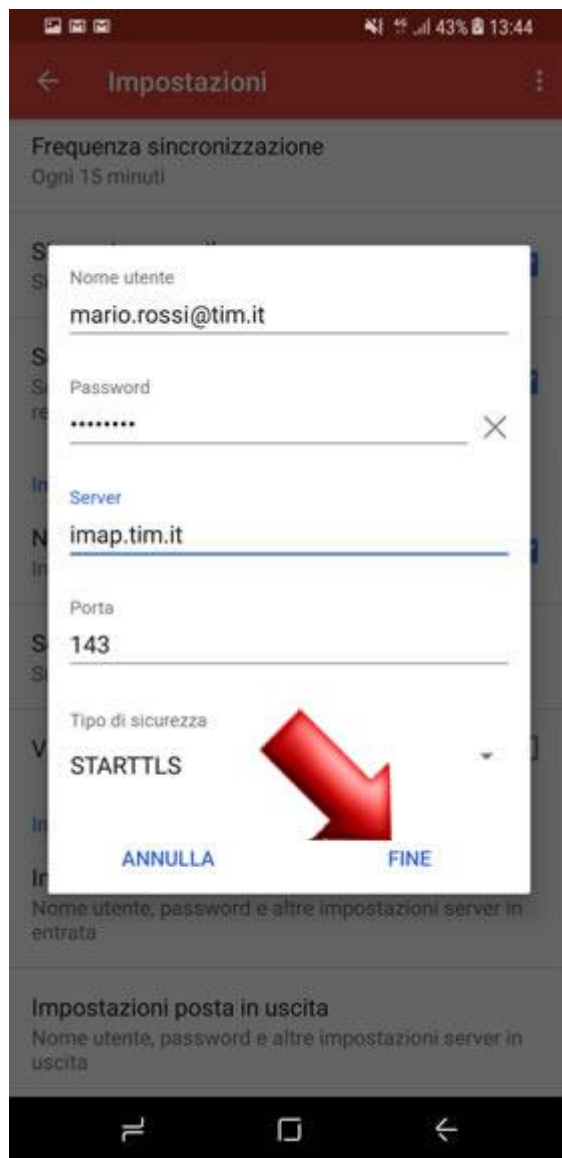 43% 13:44
Impostazioni
Frequenza sincronizzazione
Ogni 15 minuti
Nome utente
mario.rossi@tim.it
Password
••••••••
Server
imap.tim.it
Porta
143
Tipo di sicurezza
STARTTLS
ANNULLA FINE
Nome utente, password e altre impostazioni server in
entrata
Impostazioni posta in uscita
Nome utente, password e altre impostazioni server in
uscita